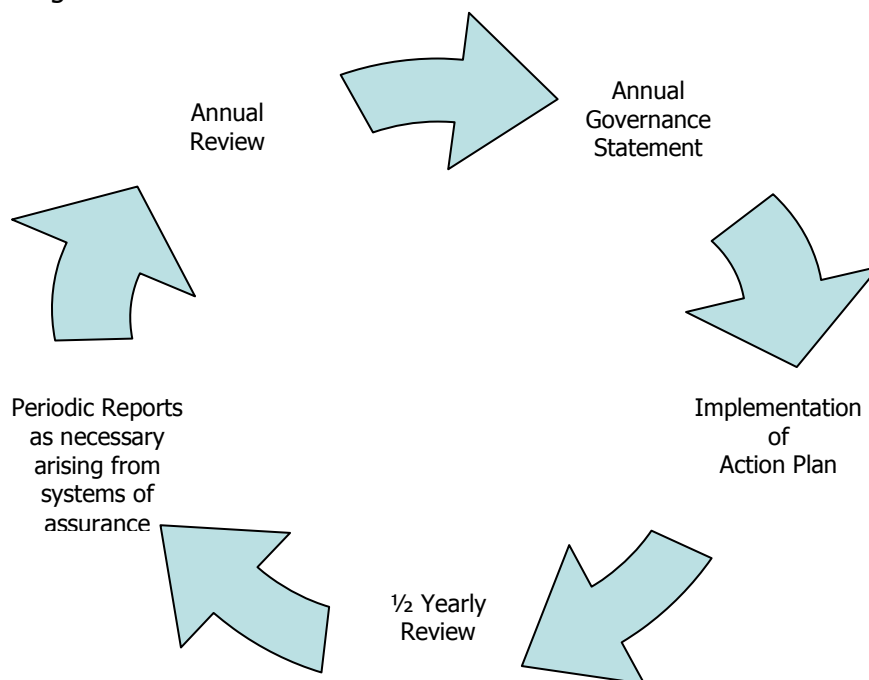 Annual
Review
Annual
Governance
Statement
Periodic Reports
as necessary
arising from
systems of
assurance
Implementation
of
Action Plan
½ Yearly
Review